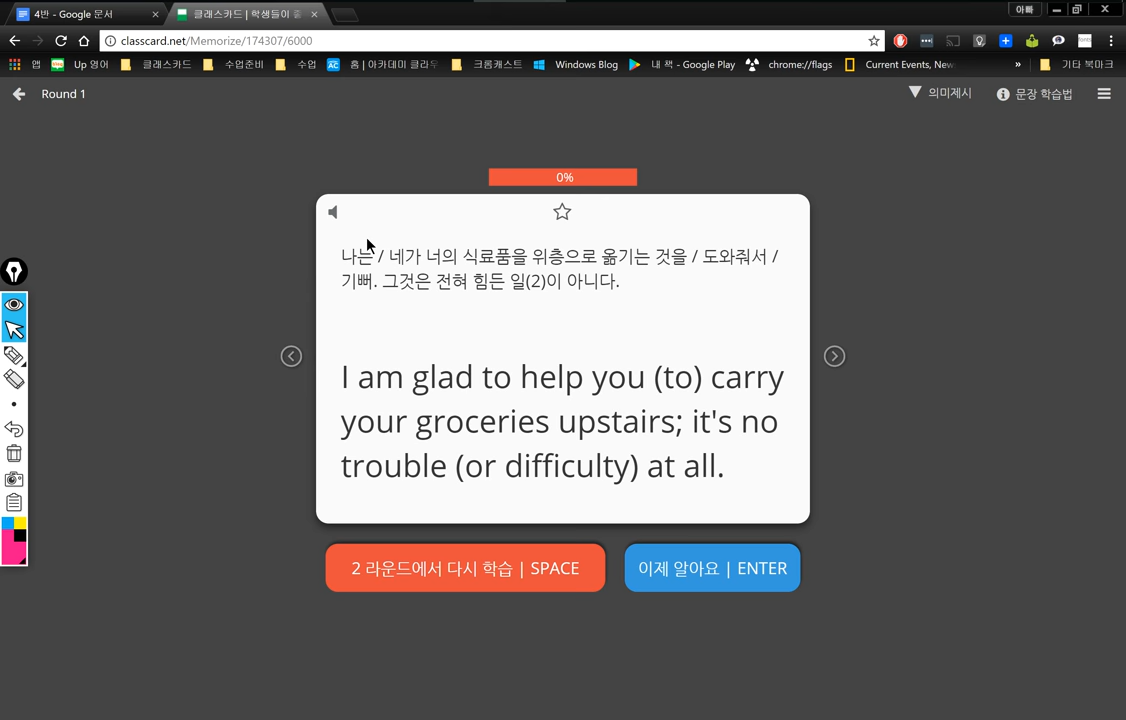 4반 - Google 문서
클래스카드 | 학생들이 즐
아빠
classcard.net/Memorize/174307/6000
앱
Up 영어
클래스카드
수업준비
수업
홈 | 아카데미 클라우
크롬캐스트
Windows Blog
내 책 - Google Play
chrome://flags
Current Events, New
»
기타 북마크
Round 1
의미제시
문장 학습법
0%
나는 / 네가 너의 식료품을 위층으로 옮기는 것을 / 도와줘서 /
기뻐. 그것은 전혀 힘든 일(2)이 아니다.
I am glad to help you (to) carry
your groceries upstairs; it's no
trouble (or difficulty) at all.
2 라운드에서 다시 학습 | SPACE
이제 알아요 | ENTER